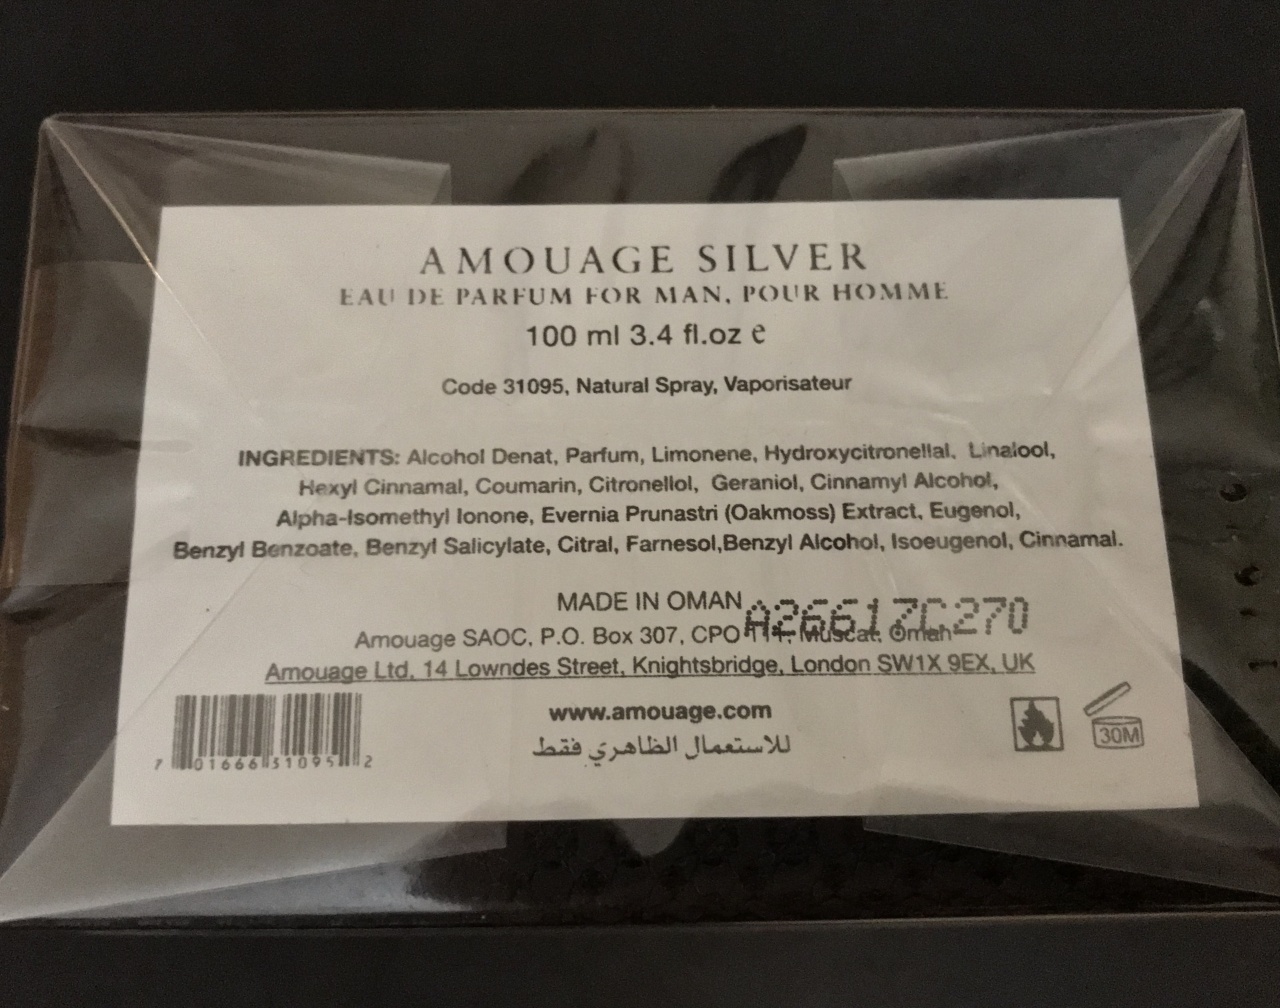 AMOUAGE SILVER
EAU DE PARFUM FOR MAN, POUR HOMME
100 ml 3.4 fl.oz e
Code 31095, Natural Spray, Vaporisateur
INGREDIENTS: Alcohol Denat, Parfum, Limonene, Hydroxycitronellal, Linalool,
Hexyl Cinnamal, Coumarin, Citronellol, Geraniol, Cinnamyl Alcohol,
Alpha-Isomethyl Ionone, Evernia Prunastri (Oakmoss) Extract, Eugenol,
Benzyl Benzoate, Benzyl Salicylate, Citral, Farnesol,Benzyl Alcohol, Isoeugenol, Cinnamal.
MADE IN OMAN
A26617C270
Amouage SAOC, P.O. Box 307, CPO Muscat, Oman
Amouage Ltd, 14 Lowndes Street, Knightsbridge, London SW1X 9EX, UK
www.amouage.com
للاستعمال الظاهري فقط
7 01666 31095 2
30M